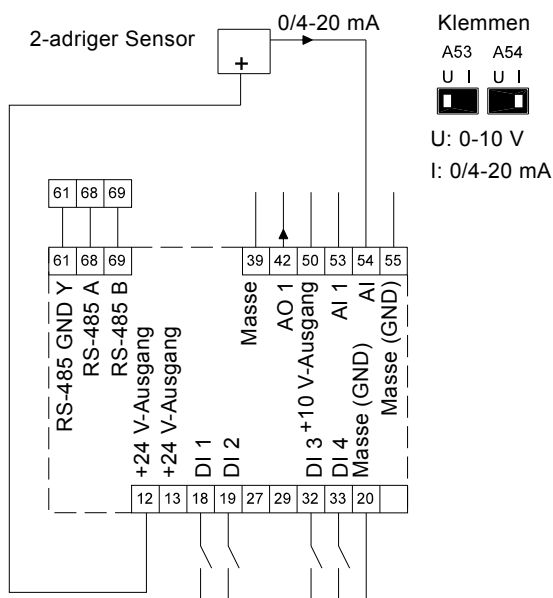 2-adriger Sensor
0/4-20 mA
+
Klemmen
A53 A54
U I U I
U: 0-10 V
I: 0/4-20 mA
61 68 69
61 68 69
39 42 50 53 54 55
RS-485 GND Y
RS-485 A
RS-485 B
Masse
AO 1
+10 V-Ausgang
AI 1
AI
Masse (GND)
+24 V-Ausgang
+24 V-Ausgang
DI 1
DI 2
DI 3
DI 4
Masse (GND)
12 13 18 19 27 29 32 33 20